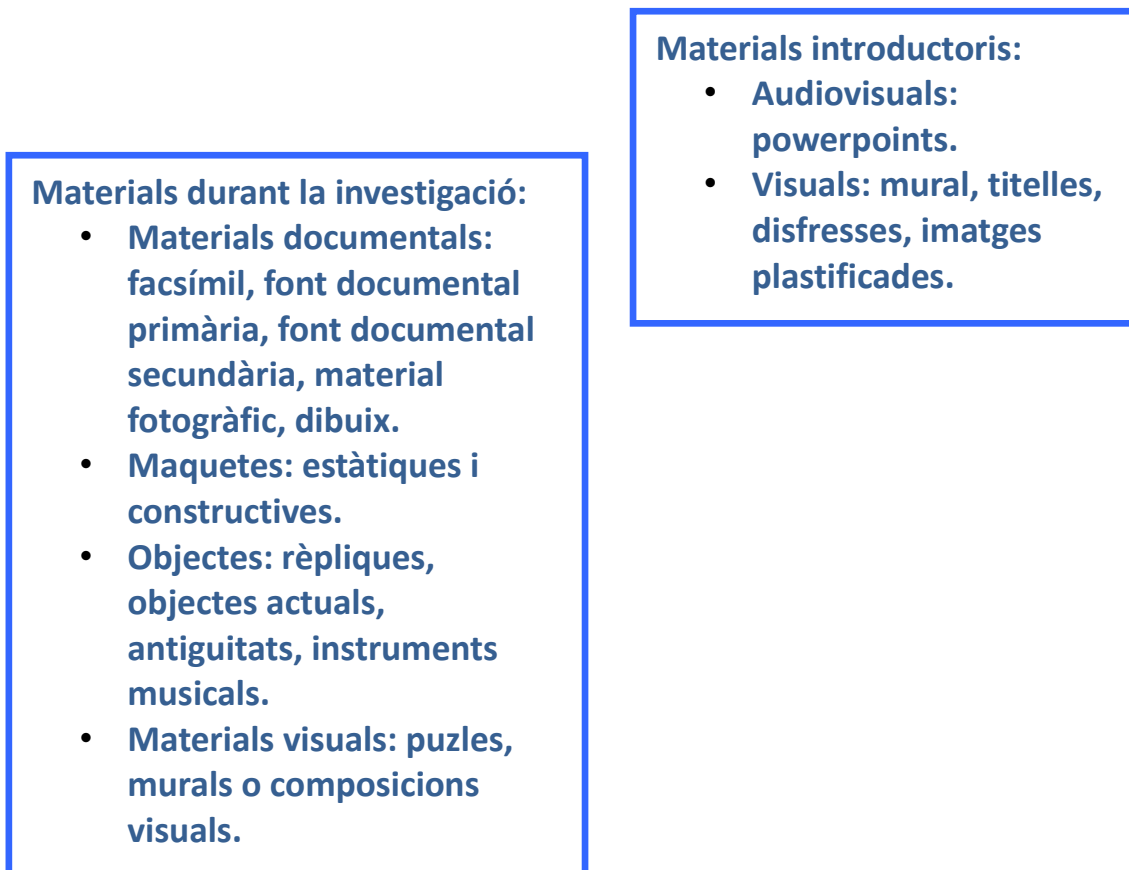 Materials introductoris:
• Audiovisuals:
powerpoints.
• Visuals: mural, titelles,
disfresses, imatges
plastificades.
Materials durant la investigació:
• Materials documentals:
facsímil, font documental
primària, font documental
secundària, material
fotogràfic, dibuix.
• Maquetes: estàtiques i
constructives.
• Objectes: rèpliques,
objectes actuals,
antiguitats, instruments
musicals.
• Materials visuals: puzles,
murals o composicions
visuals.